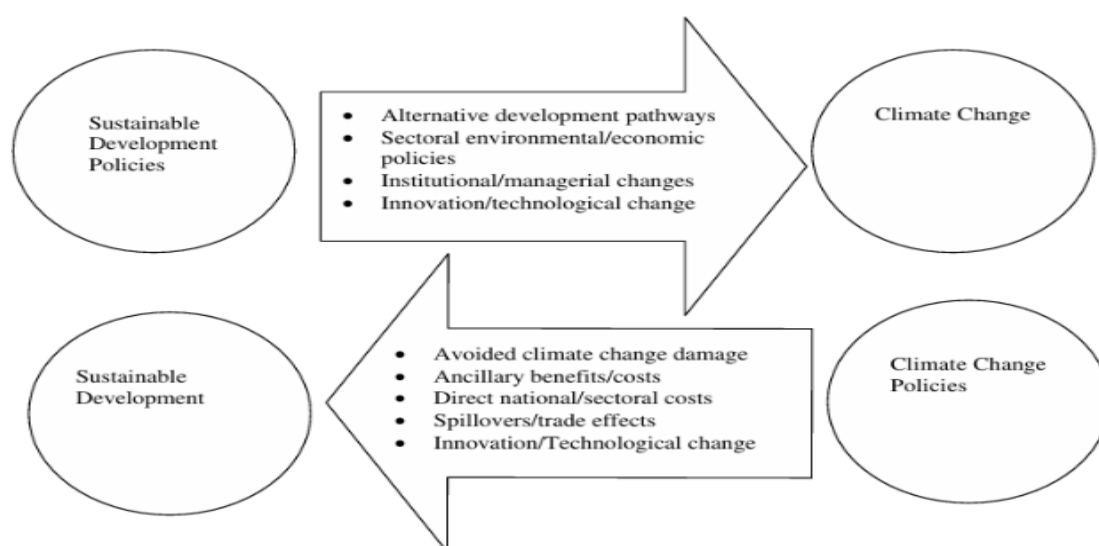 Sustainable
Development
Policies
• Alternative development pathways
• Sectoral environmental/economic
policies
• Institutional/managerial changes
• Innovation/technological change
Climate Change
Sustainable
Development
• Avoided climate change damage
• Ancillary benefits/costs
• Direct national/sectoral costs
• Spillovers/trade effects
• Innovation/Technological change
Climate Change
Policies